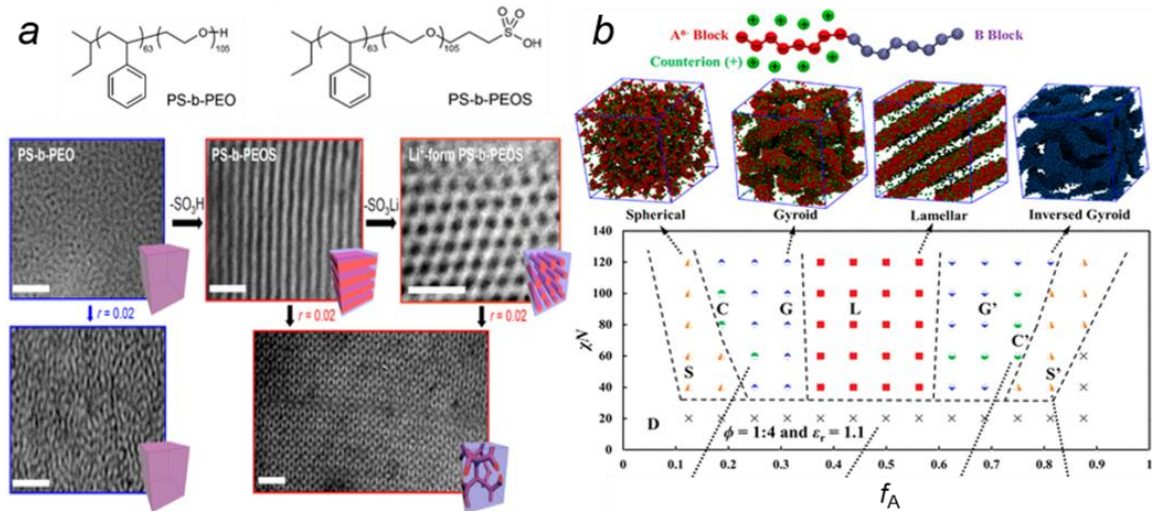 a
63
O
H
105
PS-b-PEO
63
O
105
O
O
S
OH
PS-b-PEOS
PS-b-PEO
-SO₃H
PS-b-PEOS
-SO₃Li
Li⁺-form PS-b-PEOS
r = 0.02
r = 0.02
r = 0.02
b
A⁻ Block
B Block
Counterion (+)
Spherical
Gyroid
Lamellar
Inversed Gyroid
140
120
100
80
60
40
20
0
χN
S
C
G
L
G'
C'
S'
D
ϕ = 1:4 and εᵣ = 1.1
0 0.1 0.2 0.3 0.4 0.5 0.6 0.7 0.8 0.9 1
fA